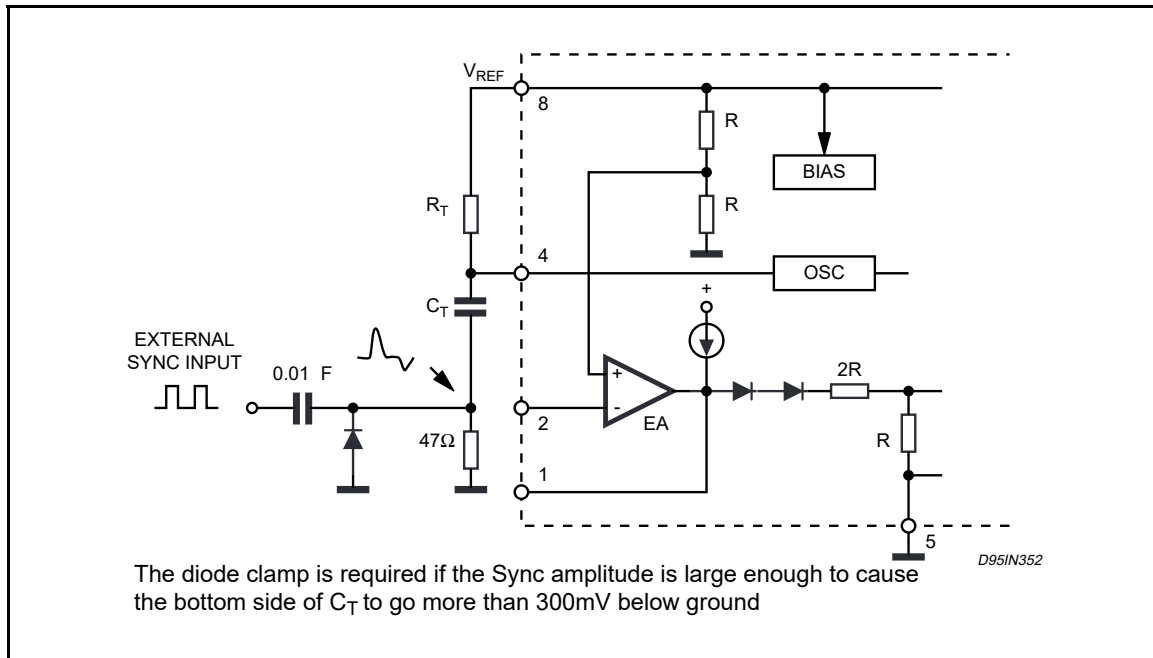 VREF
8
R
BIAS
RT
R
4
OSC
CT
+
EXTERNAL
SYNC INPUT
0.01 F
2R
+
-
EA
2
47Ω
R
1
5
D95IN352
The diode clamp is required if the Sync amplitude is large enough to cause
the bottom side of CT to go more than 300mV below ground